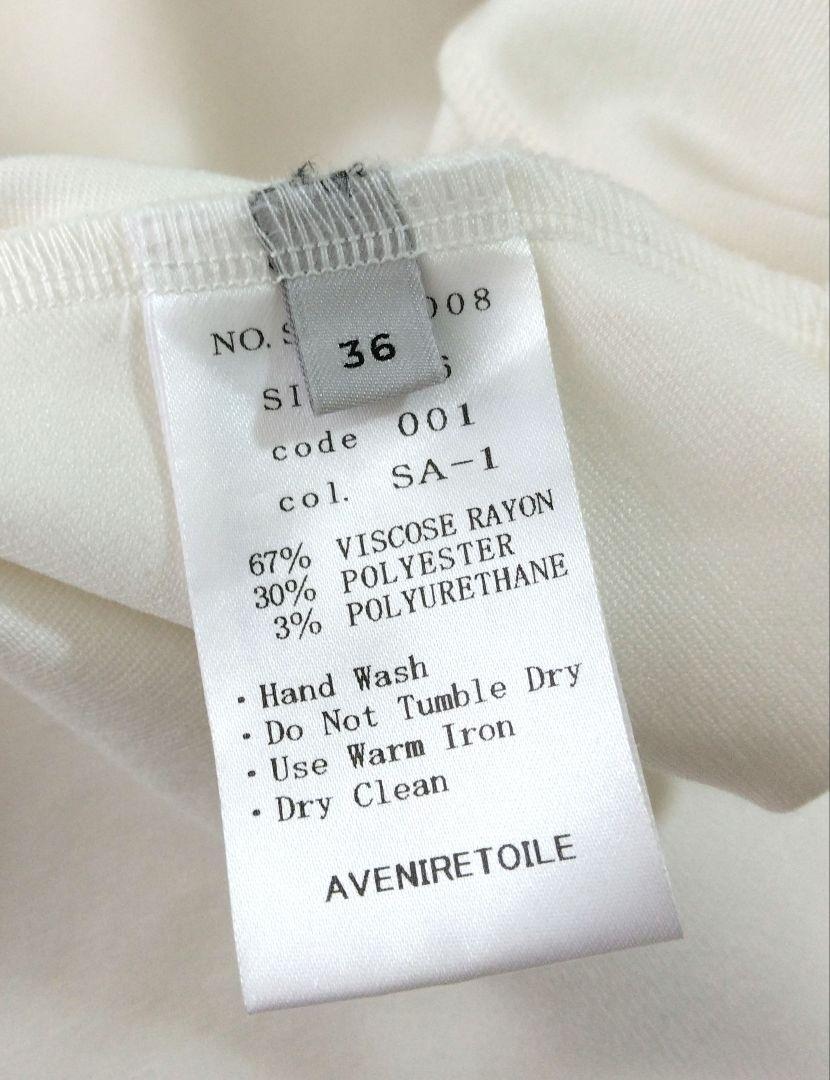 NO.
008
36
code 001
col. SA-1
67% VISCOSE RAYON
30% POLYESTER
3% POLYURETHANE
・Hand Wash
・Do Not Tumble Dry
・Use Warm Iron
・Dry Clean
AVENIRETOILE